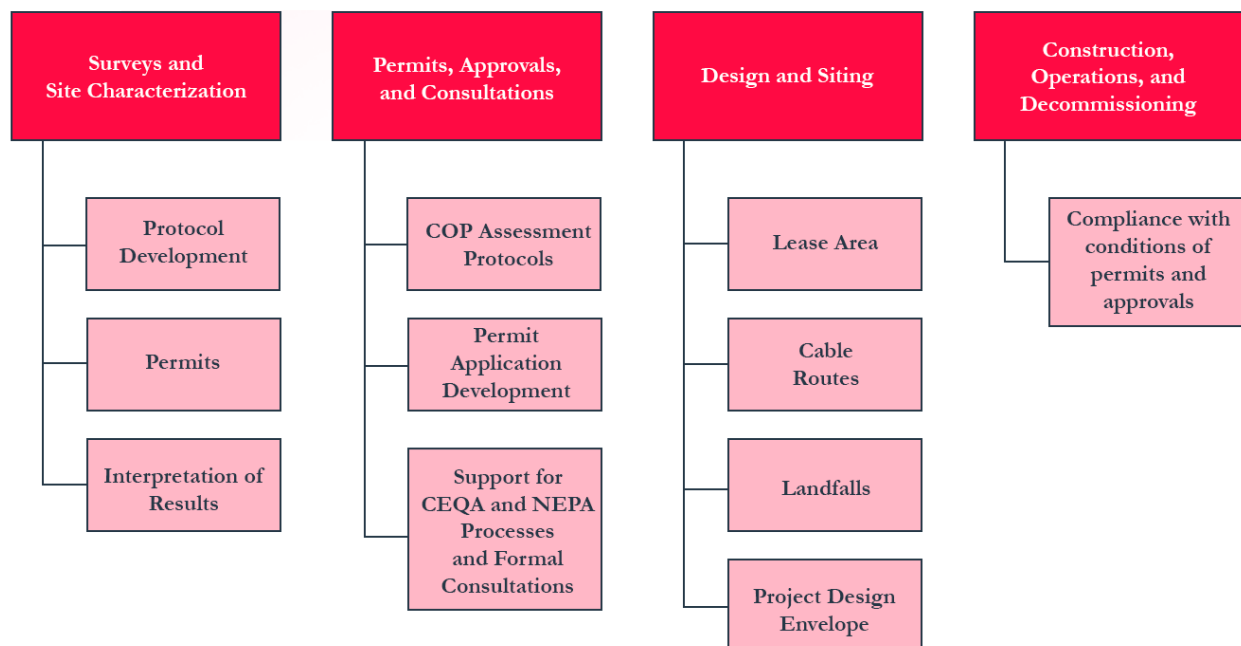 Surveys and
Site Characterization
Protocol
Development
Permits
Interpretation of
Results
Permits, Approvals,
and Consultations
COP Assessment
Protocols
Permit
Application
Development
Support for
CEQA and NEPA
Processes
and Formal
Consultations
Design and Siting
Lease Area
Cable
Routes
Landfalls
Project Design
Envelope
Construction,
Operations, and
Decommissioning
Compliance with
conditions of
permits and
approvals